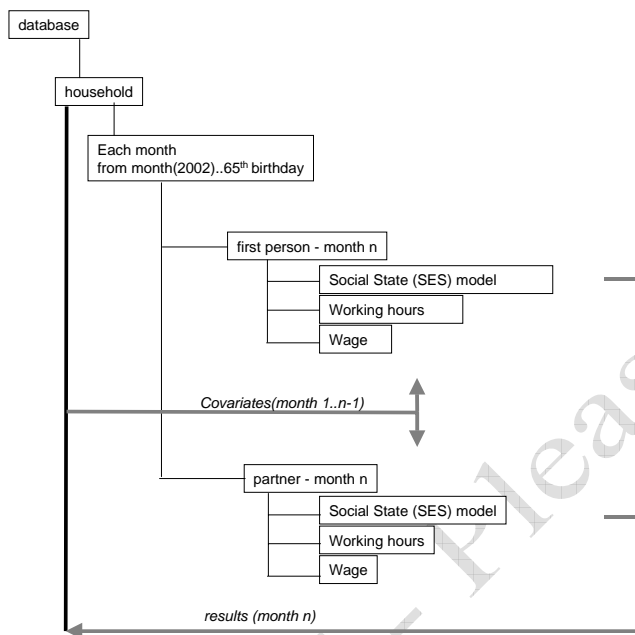 database
household
Each month
from month(2002)..65th birthday
first person - month n
Social State (SES) model
Working hours
Wage
Covariates(month 1..n-1)
partner - month n
Social State (SES) model
Working hours
Wage
results (month n)
- Pleas